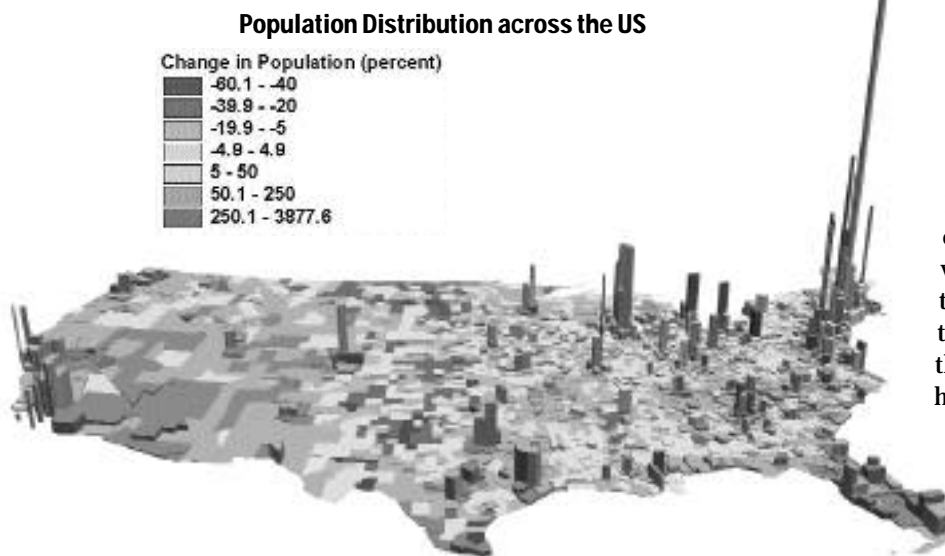 Population Distribution across the US
Change in Population (percent)
-60.1 - -40
-39.9 - -20
-19.9 - -5
-4.9 - 4.9
5 - 50
50.1 - 250
250.1 - 3877.6